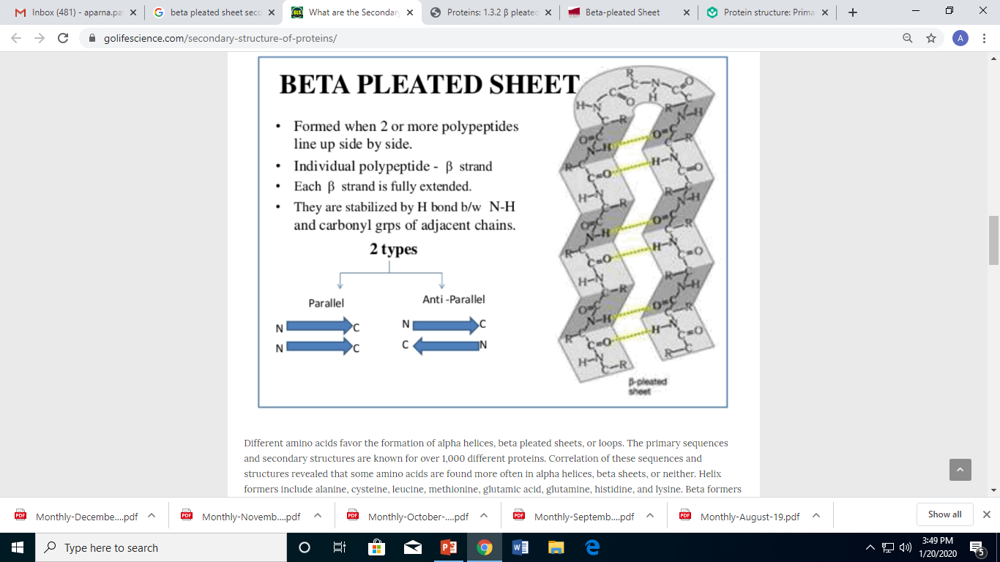 Inbox (481) - aparna.pa
beta pleated sheet seco
What are the Secondar
Proteins: 1.3.2 β pleate
Beta-pleated Sheet
Protein structure: Prima
golifescience.com/secondary-structure-of-proteins/
A
BETA PLEATED SHEET
• Formed when 2 or more polypeptides
line up side by side.
• Individual polypeptide - β strand
• Each β strand is fully extended.
• They are stabilized by H bond b/w N-H
and carbonyl grps of adjacent chains.
2 types
Parallel
Anti -Parallel
N C
N C
N C
C N
β-pleated
sheet
Different amino acids favor the formation of alpha helices, beta pleated sheets, or loops. The primary sequences
and secondary structures are known for over 1,000 different proteins. Correlation of these sequences and
structures revealed that some amino acids are found more often in alpha helices, beta sheets, or neither. Helix
formers include alanine, cysteine, leucine, methionine, glutamic acid, glutamine, histidine, and lysine. Beta formers
Monthly-Decembe....pdf
Monthly-Novemb....pdf
Monthly-October-....pdf
Monthly-Septemb....pdf
Monthly-August-19.pdf
Show all
Type here to search
3:49 PM
1/20/2020
5